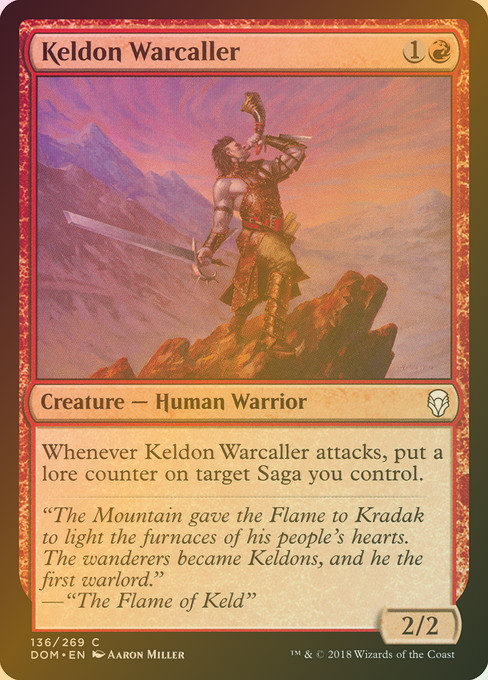 Keldon Warcaller
1
Creature — Human Warrior
Whenever Keldon Warcaller attacks, put a
lore counter on target Saga you control.
“The Mountain gave the Flame to Kradak
to light the furnaces of his people’s hearts.
The wanderers became Keldons, and he the
first warlord.”
—“The Flame of Keld”
2/2
136/269 C
DOM • EN Aaron Miller
™ & © 2018 Wizards of the Coast